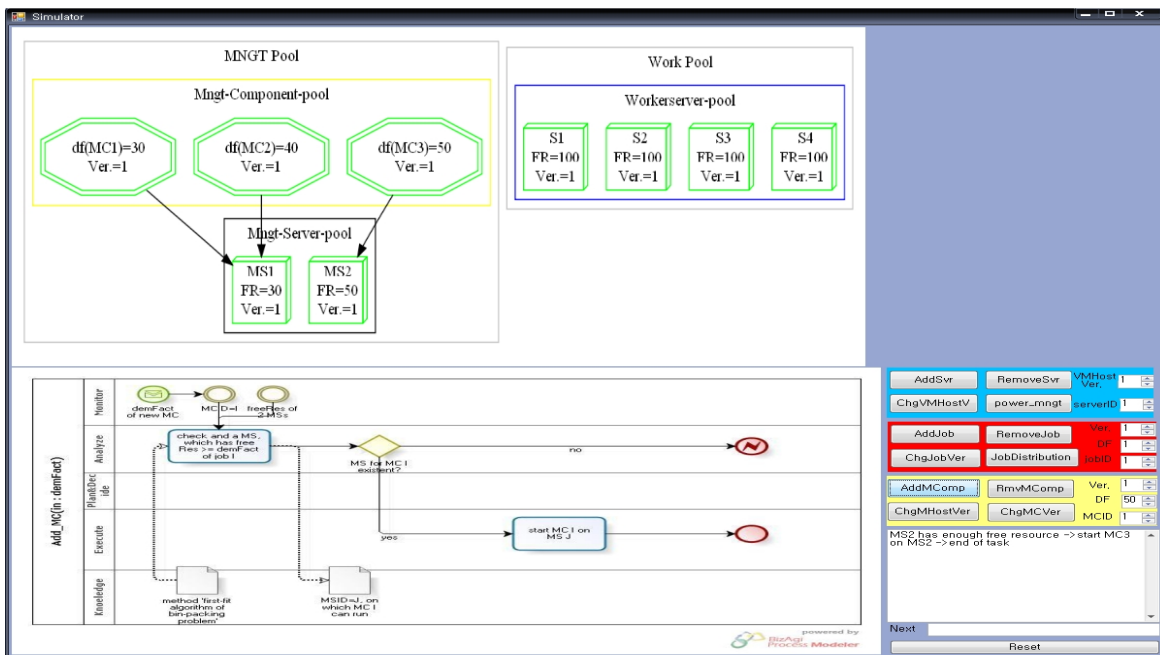 Simulator
MNGT Pool
Mngt-Component-pool
df(MC1)=30
Ver.=1
df(MC2)=40
Ver.=1
df(MC3)=50
Ver.=1
Mngt-Server-pool
MS1
FR=30
Ver.=1
MS2
FR=50
Ver.=1
Work Pool
Workerserver-pool
S1
FR=100
Ver.=1
S2
FR=100
Ver.=1
S3
FR=100
Ver.=1
S4
FR=100
Ver.=1
Add_MC(in : demFact)
Monitor
demFact
of new MC
MCID=I
freeRes of
2 MSs
Analyze
check and a MS,
which has free
Res >= demFact
of job I
MS for MC I
existent?
no
Plan&Dec
ide
Execute
yes
start MC I on
MS J
Knoeledge
method 'first-fit
algorithm of
bin-packing
problem'
MSID=J, on
which MC I
can run
powered by
BizAgi
Process Modeler
AddSvr
RemoveSvr
VMHost
Ver,
1
ChgVMHostV
power_mngt
serverID
1
AddJob
RemoveJob
Ver,
1
DF
1
ChgJobVer
JobDistribution
jobID
1
AddMComp
RmvMComp
Ver,
1
DF
50
ChgMHostVer
ChgMCVer
MCID
1
MS2 has enough free resource ->start MC3
on MS2 ->end of task
Next
Reset